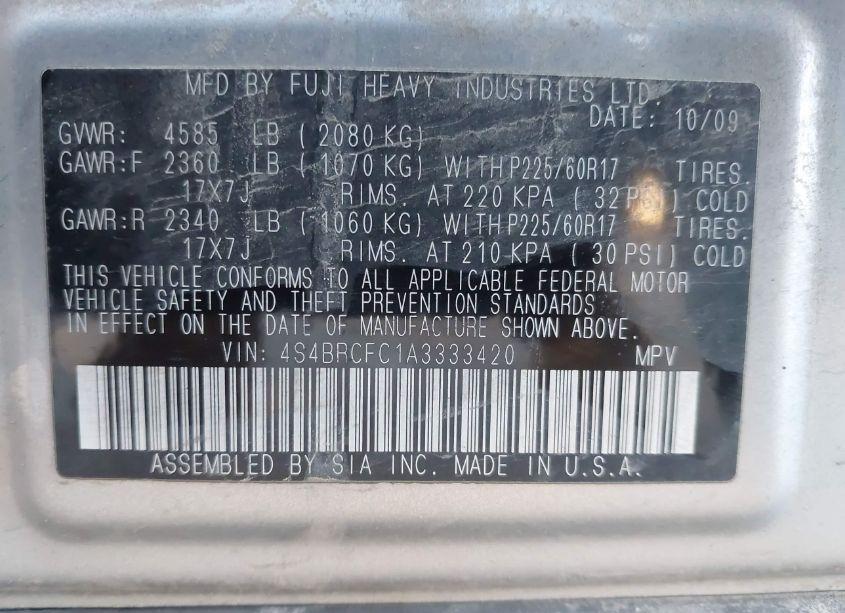 MFD BY FUJI HEAVY INDUSTRIES LTD.
DATE: 10/09
GVWR: 4585 LB ( 2080 KG)
GAWR:F 2360 LB ( 1070 KG) WITHP225/60R17 TIRES.
17X7J RIMS. AT 220 KPA ( 32 PSI) COLD
GAWR:R 2340 LB ( 1060 KG) WITHP225/60R17 TIRES.
17X7J RIMS. AT 210 KPA ( 30 PSI) COLD
THIS VEHICLE CONFORMS TO ALL APPLICABLE FEDERAL MOTOR
VEHICLE SAFETY AND THEFT PREVENTION STANDARDS
IN EFFECT ON THE DATE OF MANUFACTURE SHOWN ABOVE.
VIN: 4S4BRCFC1A3333420 MPV
ASSEMBLED BY SIA INC. MADE IN U.S.A.